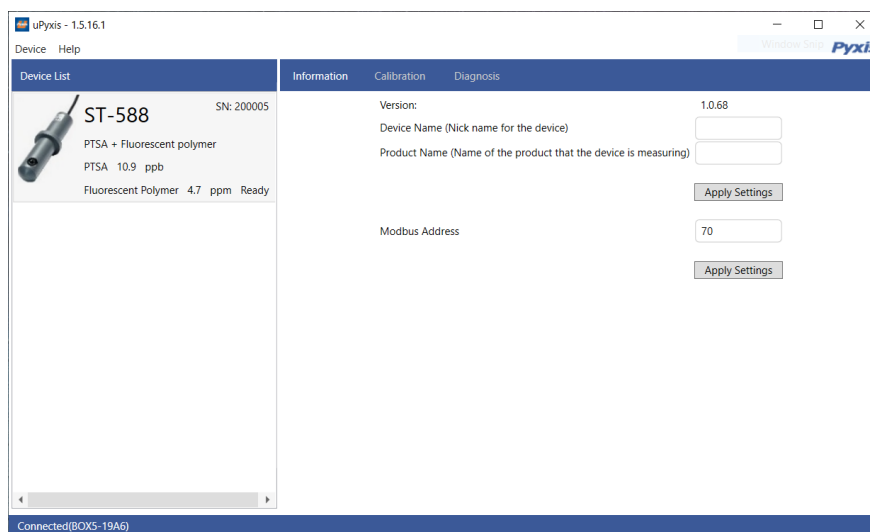 uPyxis - 1.5.16.1
Device Help
Window Snip
Pyxis
Device List
Information Calibration Diagnosis
ST-588
SN: 200005
PTSA + Fluorescent polymer
PTSA 10.9 ppb
Fluorescent Polymer 4.7 ppm Ready
Version: 1.0.68
Device Name (Nick name for the device)
Product Name (Name of the product that the device is measuring)
Apply Settings
Modbus Address 70
Apply Settings
Connected(BOX5-19A6)